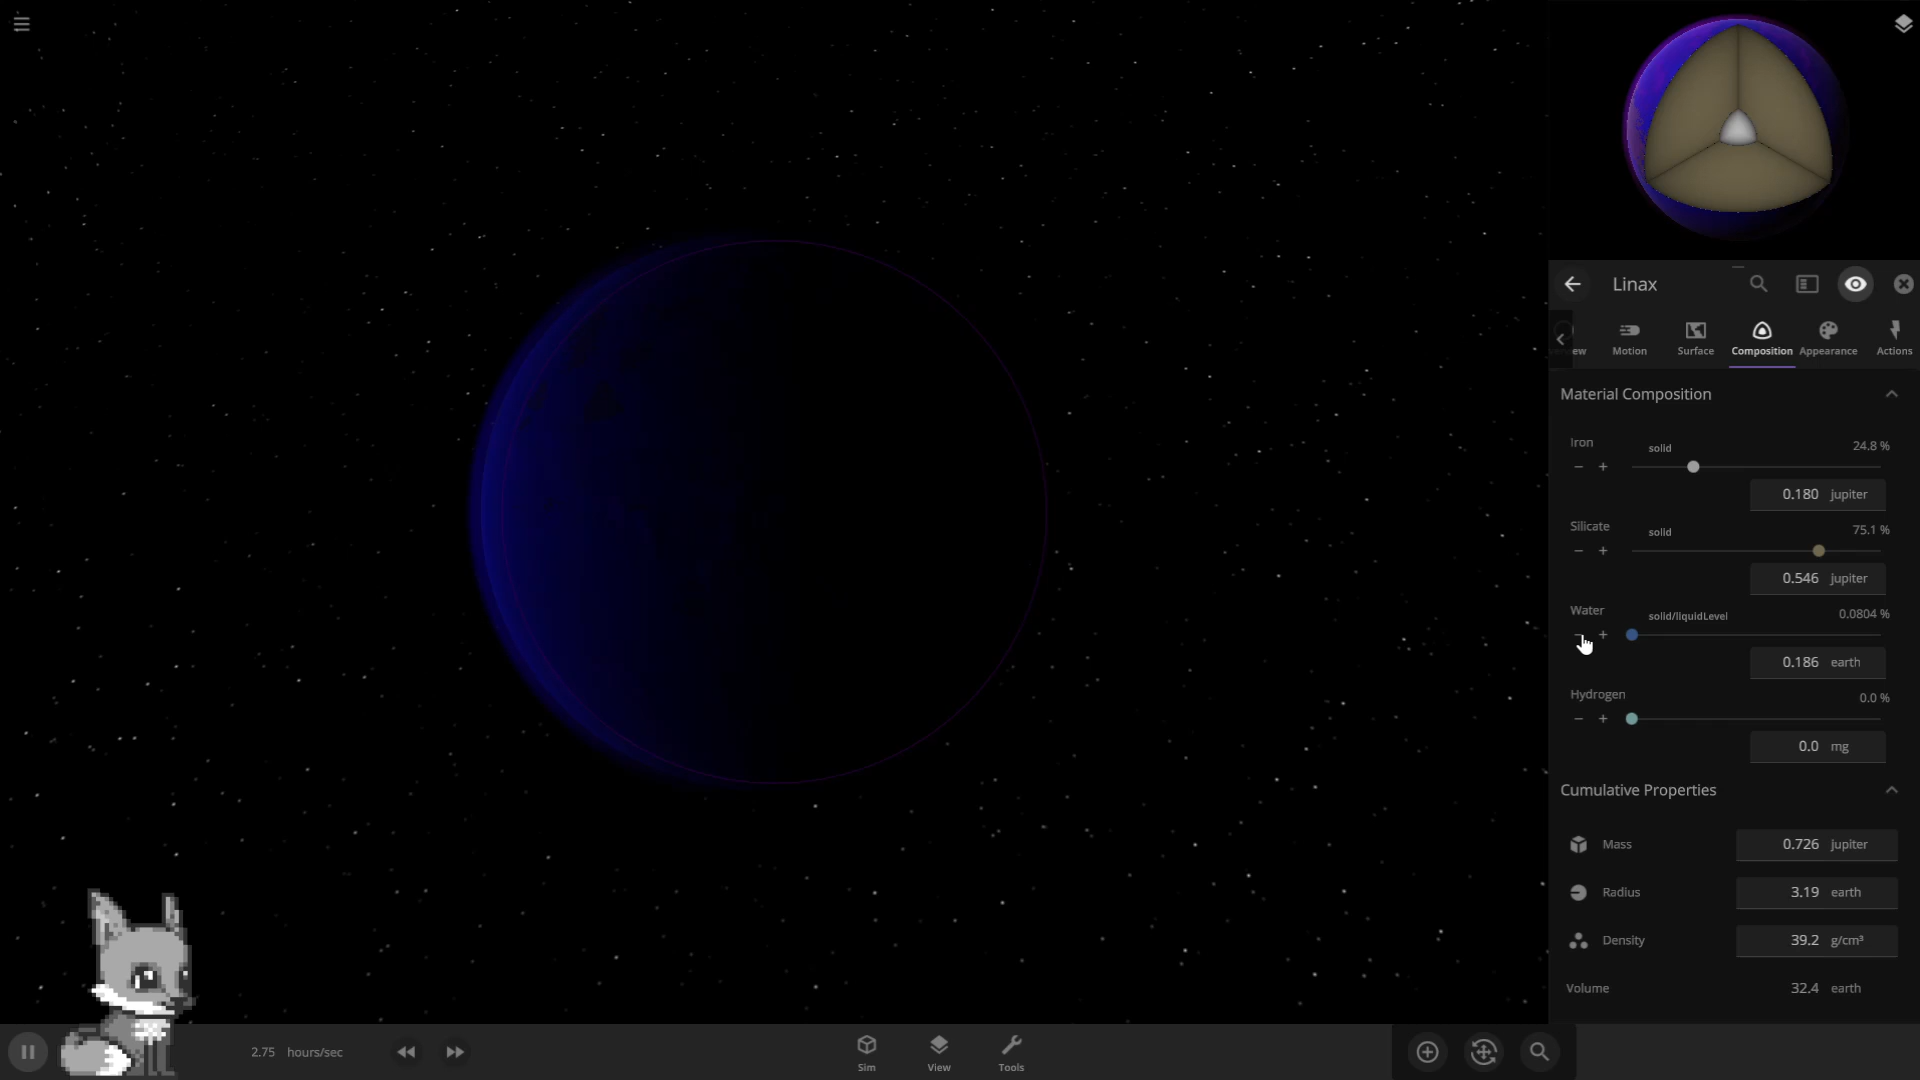 Linax
ew
Motion
Surface
Composition
Appearance
Actions
Material Composition
Iron
solid
24.8 %
− +
0.180 jupiter
Silicate
solid
75.1 %
− +
0.546 jupiter
Water
solid/liquidLevel
0.0804 %
− +
0.186 earth
Hydrogen
0.0 %
− +
0.0 mg
Cumulative Properties
Mass 0.726 jupiter
Radius 3.19 earth
Density 39.2 g/cm³
Volume 32.4 earth
2.75 hours/sec
Sim
View
Tools